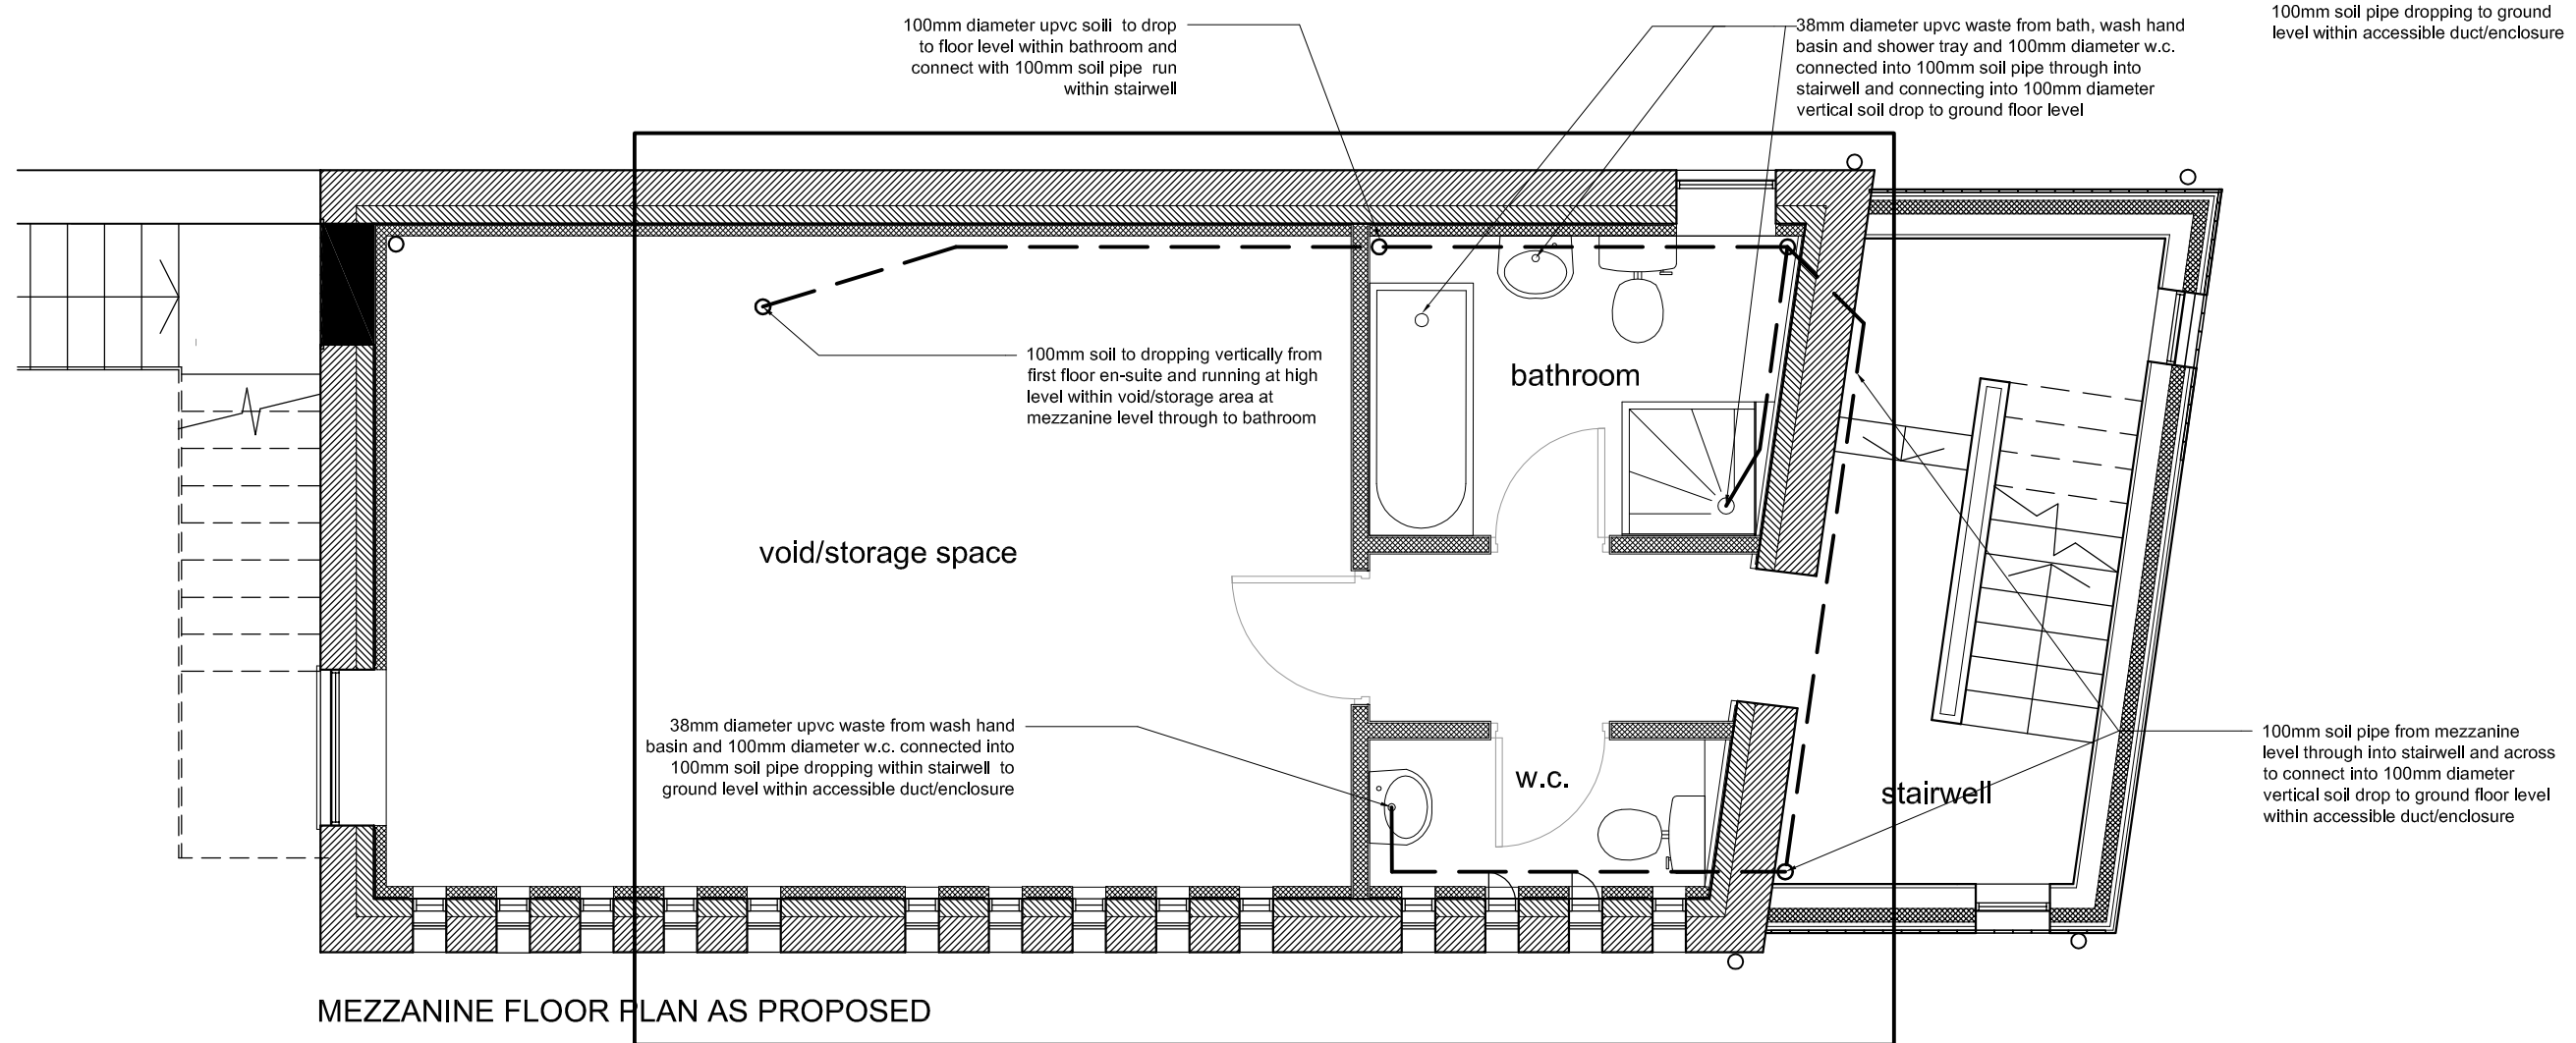 100mm diameter upvc soili to drop
to floor level within bathroom and
connect with 100mm soil pipe run
within stairwell
38mm diameter upvc waste from bath, wash hand
basin and shower tray and 100mm diameter w.c.
connected into 100mm soil pipe through into
stairwell and connecting into 100mm diameter
vertical soil drop to ground floor level
100mm soil pipe dropping to ground
level within accessible duct/enclosure
100mm soil to dropping vertically from
first floor en-suite and running at high
level within void/storage area at
mezzanine level through to bathroom
bathroom
void/storage space
38mm diameter upvc waste from wash hand
basin and 100mm diameter w.c. connected into
100mm soil pipe dropping within stairwell to
ground level within accessible duct/enclosure
w.c.
stairwell
100mm soil pipe from mezzanine
level through into stairwell and across
to connect into 100mm diameter
vertical soil drop to ground floor level
within accessible duct/enclosure
MEZZANINE FLOOR PLAN AS PROPOSED